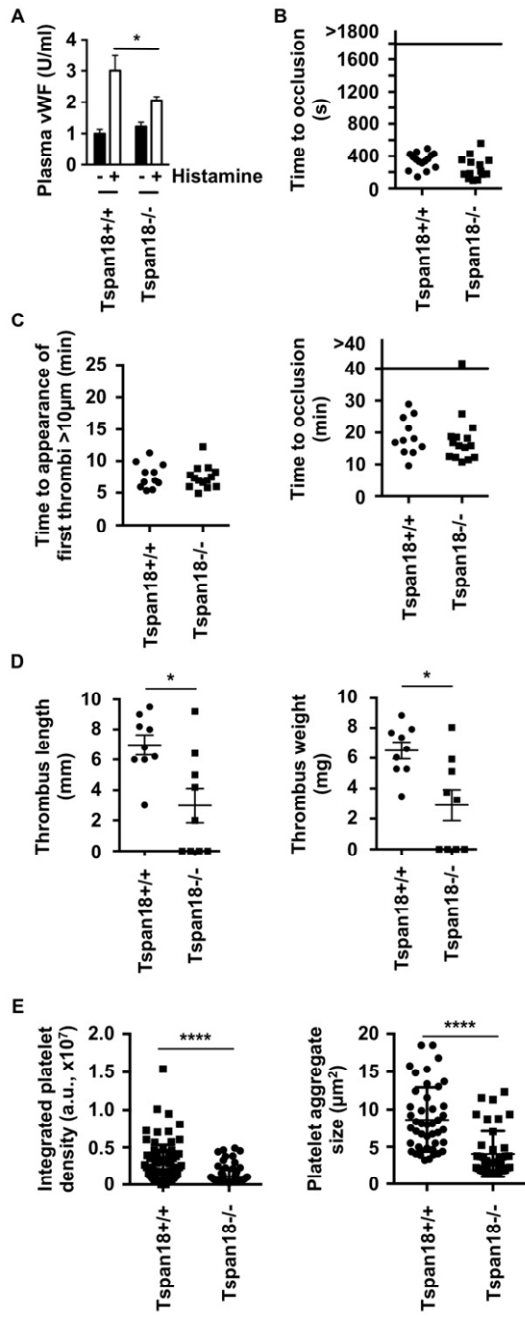 A
Plasma vWF (U/ml)
5
4
3
2
1
0
*
- + - + Histamine
Tspan18+/+
Tspan18-/-
B
Time to occlusion
(s)
>1800
1600
1200
800
400
0
Tspan18+/+
Tspan18-/-
C
Time to appearance of
first thrombi >10µm (min)
25
20
15
10
5
0
Tspan18+/+
Tspan18-/-
Time to occlusion
(min)
>40
40
30
20
10
0
Tspan18+/+
Tspan18-/-
D
Thrombus length
(mm)
10
8
6
4
2
0
*
Tspan18+/+
Tspan18-/-
Thrombus weight
(mg)
10
8
6
4
2
0
*
Tspan18+/+
Tspan18-/-
E
Integrated platelet
density (a.u., x10⁷)
2.0
1.5
1.0
0.5
0
****
Tspan18+/+
Tspan18-/-
Platelet aggregate
size (µm²)
20
15
10
5
0
****
Tspan18+/+
Tspan18-/-